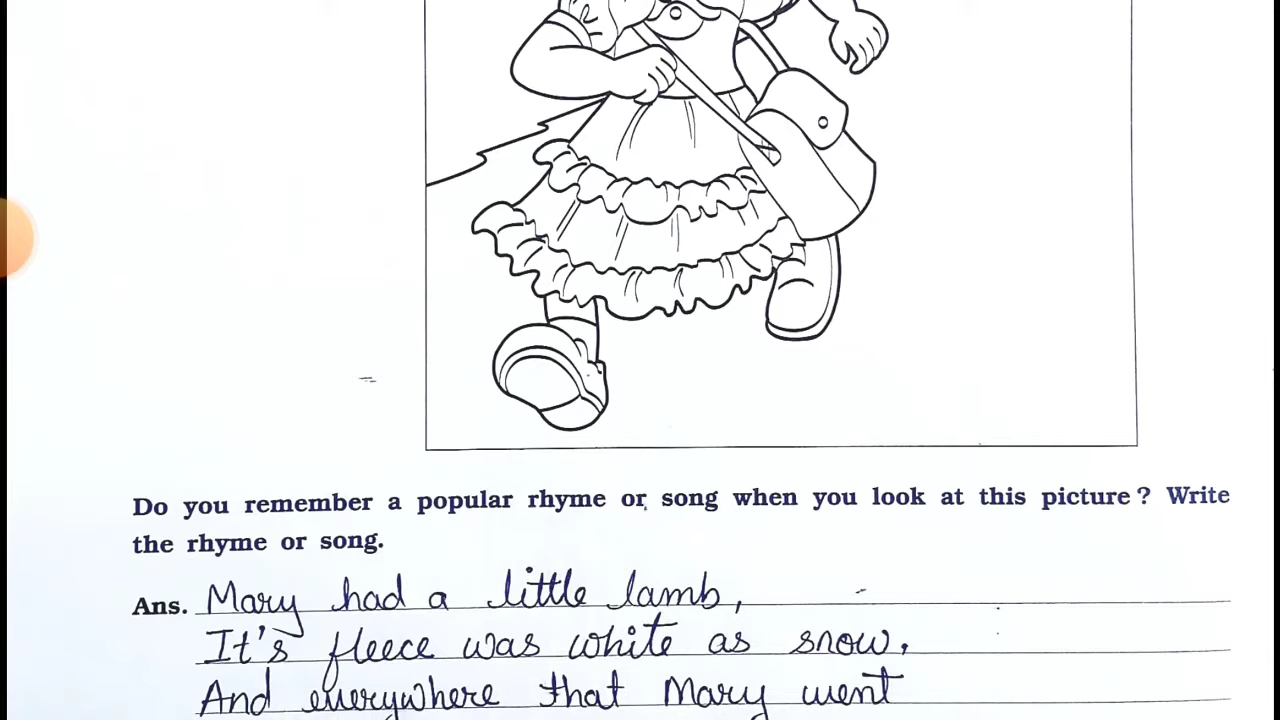 Do you remember a popular rhyme or song when you look at this picture? Write
the rhyme or song.
Ans. Mary had a little lamb,
It's fleece was white as snow,
And everywhere that Mary went